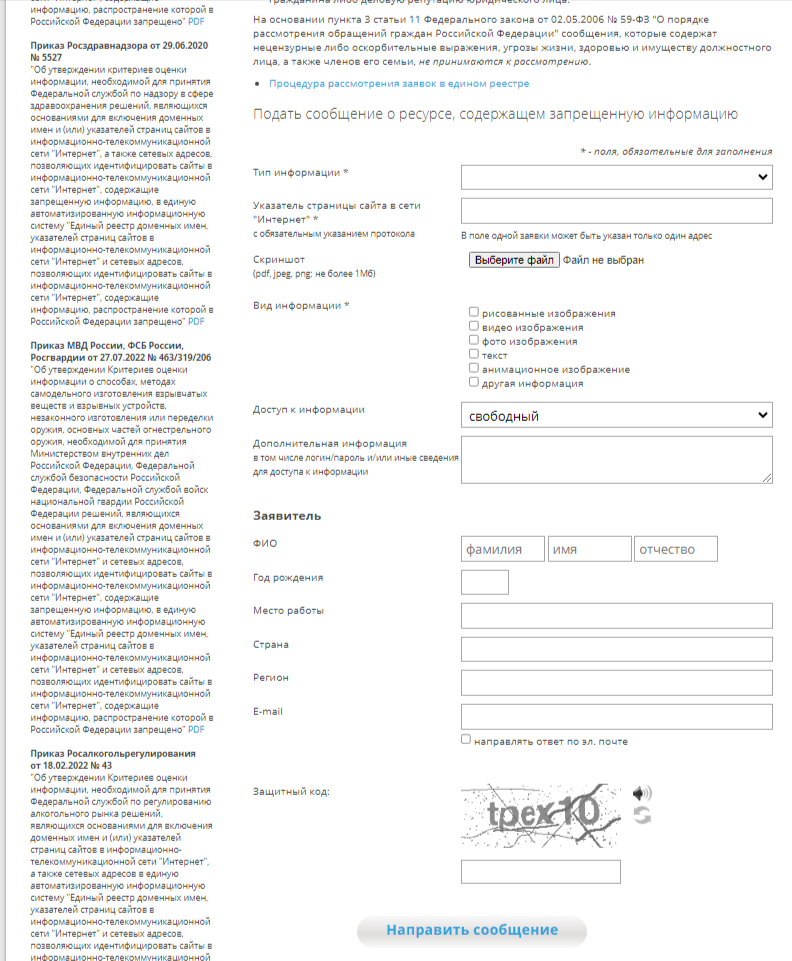 сеть "Интернет", содержащие
информацию, распространение которой в
Российской Федерации запрещено" PDF
Приказ Росздравнадзора от 29.06.2020
№ 5527
"Об утверждении критериев оценки
информации, необходимой для принятия
Федеральной службой по надзору в сфере
здравоохранения решений, являющихся
основаниями для включения доменных
имен и (или) указателей страниц сайтов в
информационно-телекоммуникационной
сети "Интернет", а также сетевых адресов,
позволяющих идентифицировать сайты в
информационно-телекоммуникационной
сети "Интернет", содержащие
запрещенную информацию, в единую
автоматизированную информационную
систему "Единый реестр доменных имен,
указателей страниц сайтов в
информационно-телекоммуникационной
сети "Интернет" и сетевых адресов,
позволяющих идентифицировать сайты в
информационно-телекоммуникационной
сети "Интернет", содержащие
информацию, распространение которой в
Российской Федерации запрещено" PDF
Приказ МВД России, ФСБ России,
Росгвардии от 27.07.2022 № 463/319/206
"Об утверждении Критериев оценки
информации о способах, методах
самодельного изготовления взрывчатых
веществ и взрывных устройств,
незаконного изготовления или переделки
оружия, основных частей огнестрельного
оружия, необходимой для принятия
Министерством внутренних дел
Российской Федерации, Федеральной
службой безопасности Российской
Федерации, Федеральной службой войск
национальной гвардии Российской
Федерации решений, являющихся
основаниями для включения доменных
имен и (или) указателей страниц сайтов в
информационно-телекоммуникационной
сети "Интернет" и сетевых адресов,
позволяющих идентифицировать сайты в
информационно-телекоммуникационной
сети "Интернет", содержащие
запрещенную информацию, в единую
автоматизированную информационную
систему "Единый реестр доменных имен,
указателей страниц сайтов в
информационно-телекоммуникационной
сети "Интернет" и сетевых адресов,
позволяющих идентифицировать сайты в
информационно-телекоммуникационной
сети "Интернет", содержащие
информацию, распространение которой в
Российской Федерации запрещено" PDF
Приказ Росалкогольрегулирования
от 18.02.2022 № 43
"Об утверждении Критериев оценки
информации, необходимой для принятия
Федеральной службой по регулированию
алкогольного рынка решений,
являющихся основаниями для включения
доменных имен и (или) указателей
страниц сайтов в информационно-
телекоммуникационной сети "Интернет",
а также сетевых адресов в единую
автоматизированную информационную
систему "Единый реестр доменных имен,
указателей страниц сайтов в
информационно-телекоммуникационной
сети "Интернет" и сетевых адресов,
позволяющих идентифицировать сайты в
информационно-телекоммуникационной
гражданина либо деловую репутацию юридического лица.
На основании пункта 3 статьи 11 Федерального закона от 02.05.2006 № 59-ФЗ "О порядке
рассмотрения обращений граждан Российской Федерации" сообщения, которые содержат
нецензурные либо оскорбительные выражения, угрозы жизни, здоровью и имуществу должностного
лица, а также членов его семьи, не принимаются к рассмотрению.
• Процедура рассмотрения заявок в едином реестре
Подать сообщение о ресурсе, содержащем запрещенную информацию
* - поля, обязательные для заполнения
Тип информации *
Указатель страницы сайта в сети
"Интернет" *
с обязательным указанием протокола
В поле одной заявки может быть указан только один адрес
Скриншот
(pdf, jpeg, png; не более 1Мб)
Выберите файл Файл не выбран
Вид информации *
рисованные изображения
видео изображения
фото изображения
текст
анимационное изображение
другая информация
Доступ к информации
свободный
Дополнительная информация
в том числе логин/пароль и/или иные сведения
для доступа к информации
Заявитель
ФИО
фамилия имя отчество
Год рождения
Место работы
Страна
Регион
E-mail
направлять ответ по эл. почте
Защитный код:
tpex10
Направить сообщение